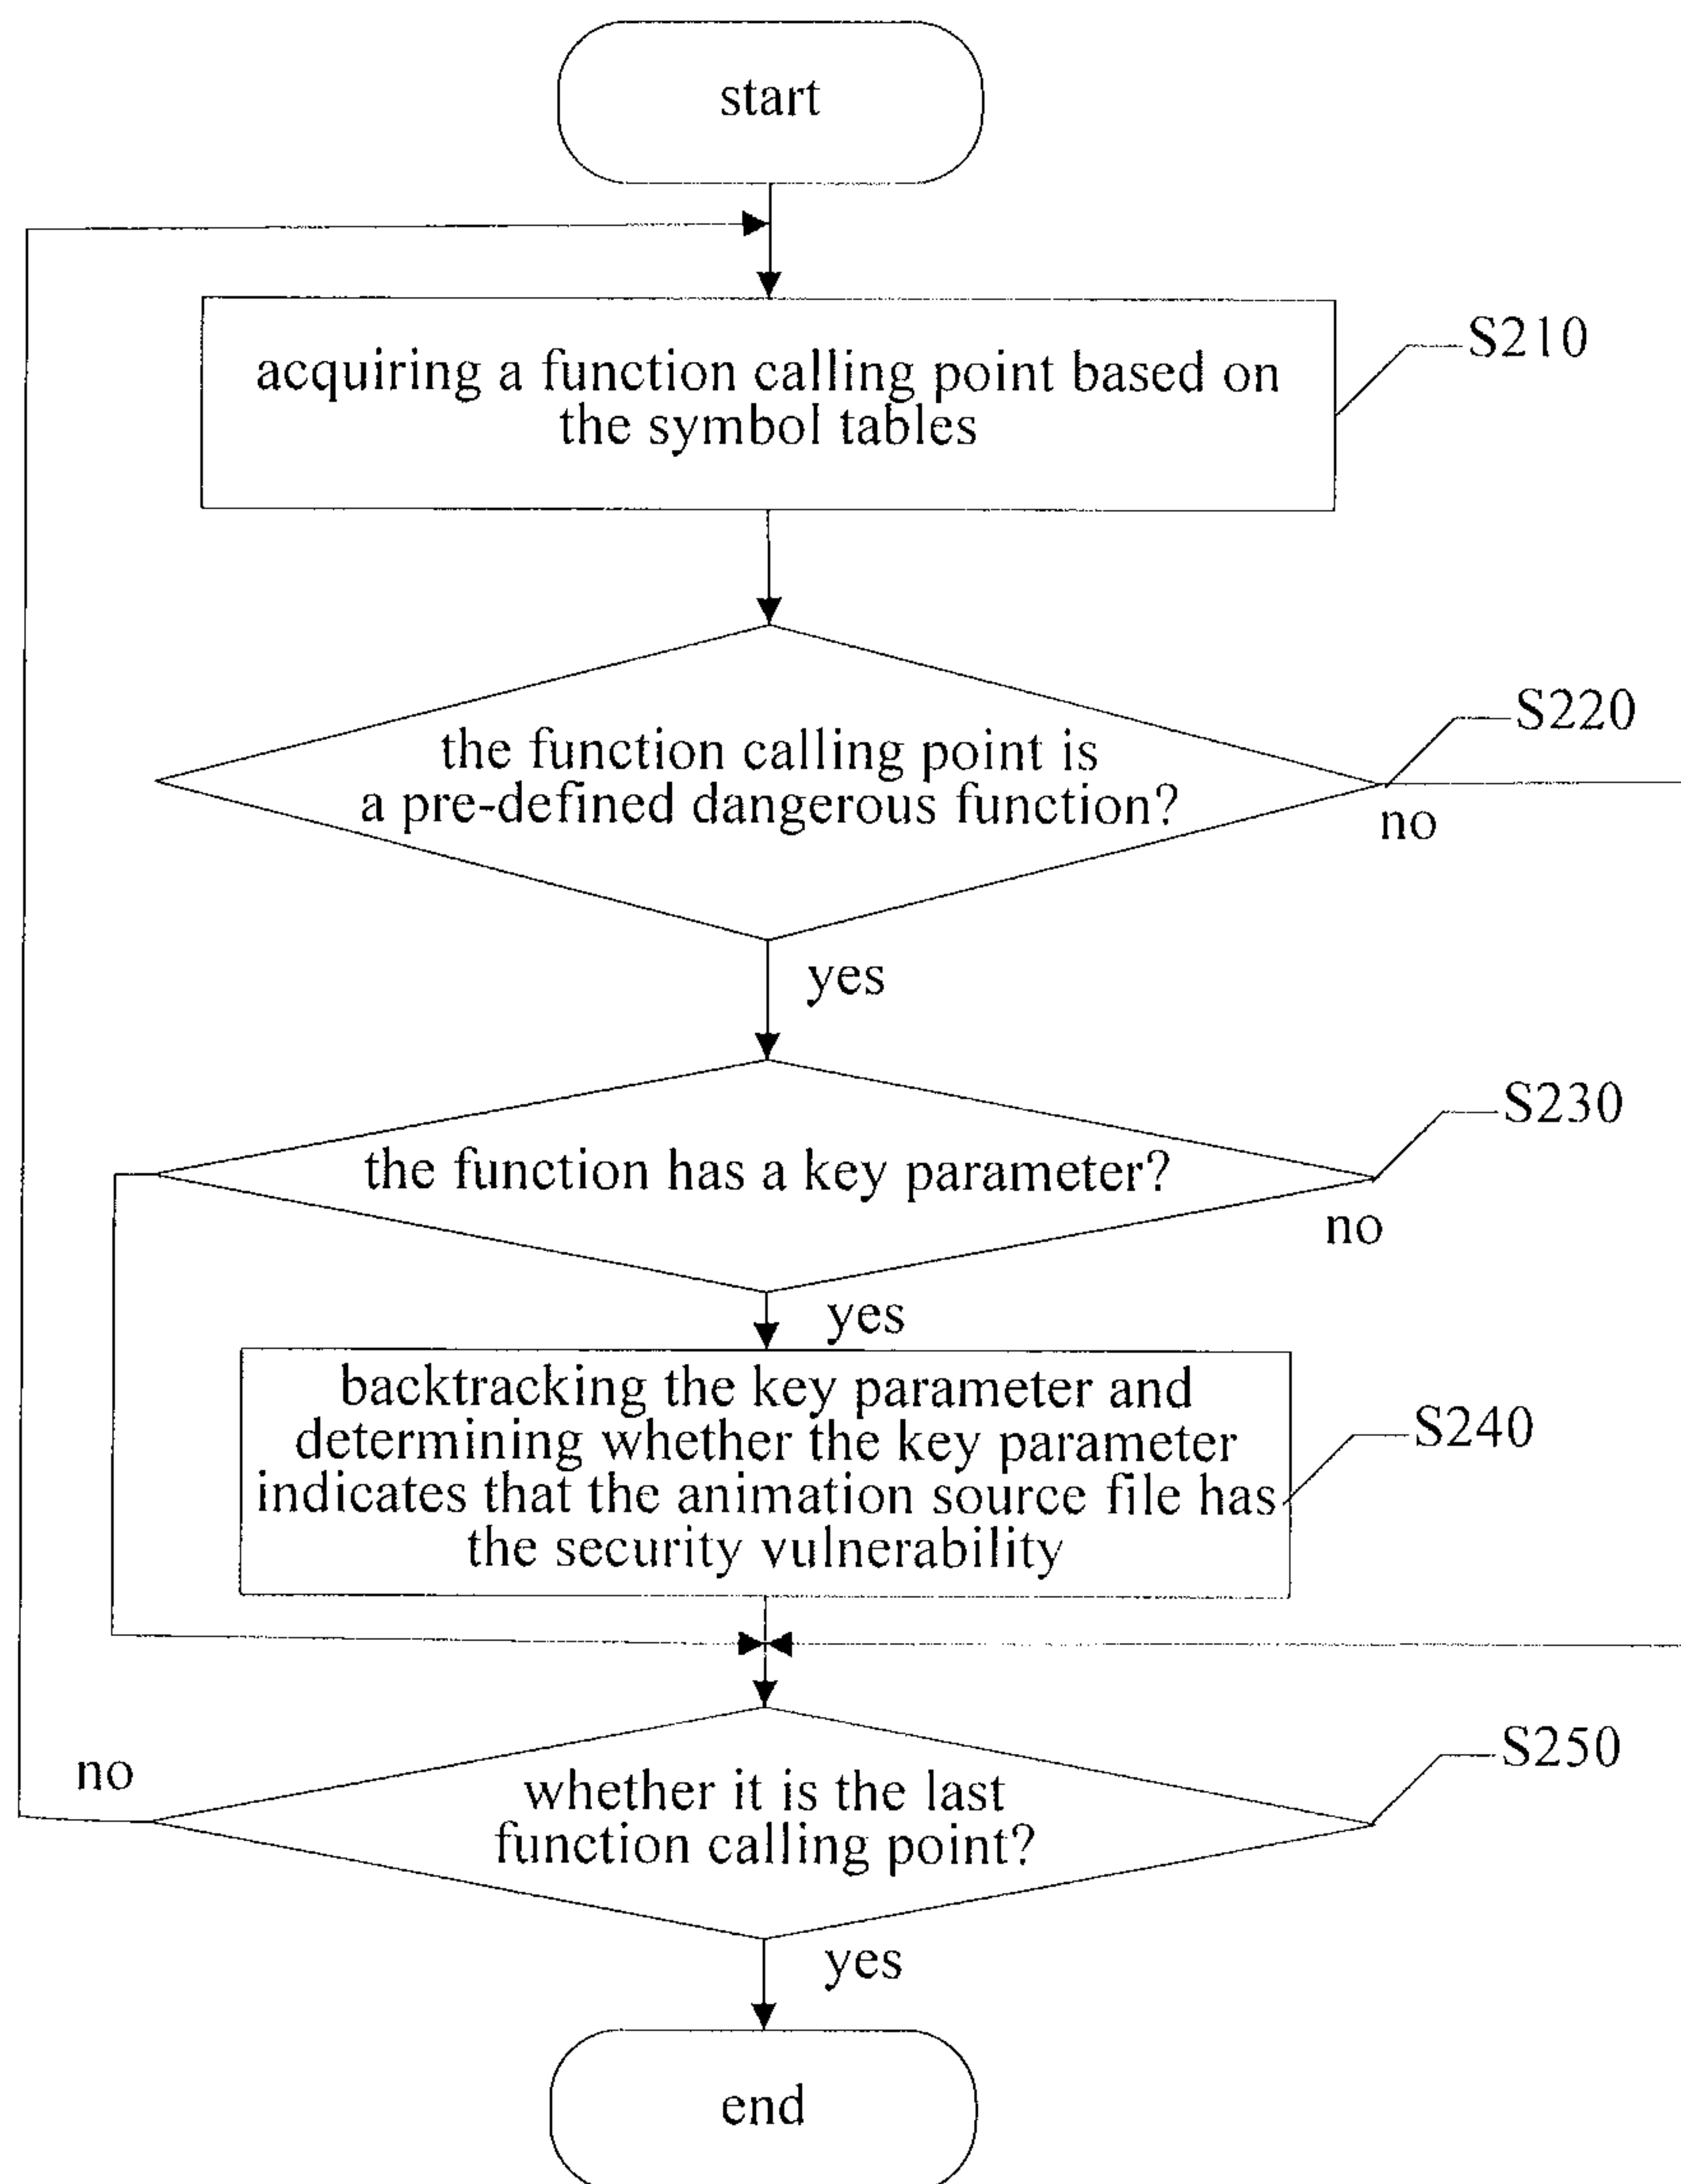 start
acquiring a function calling point based on
the symbol tables
S210
the function calling point is
a pre-defined dangerous function?
S220
no
yes
the function has a key parameter?
S230
no
yes
backtracking the key parameter and
determining whether the key parameter
indicates that the animation source file has
the security vulnerability
S240
no
whether it is the last
function calling point?
S250
yes
end